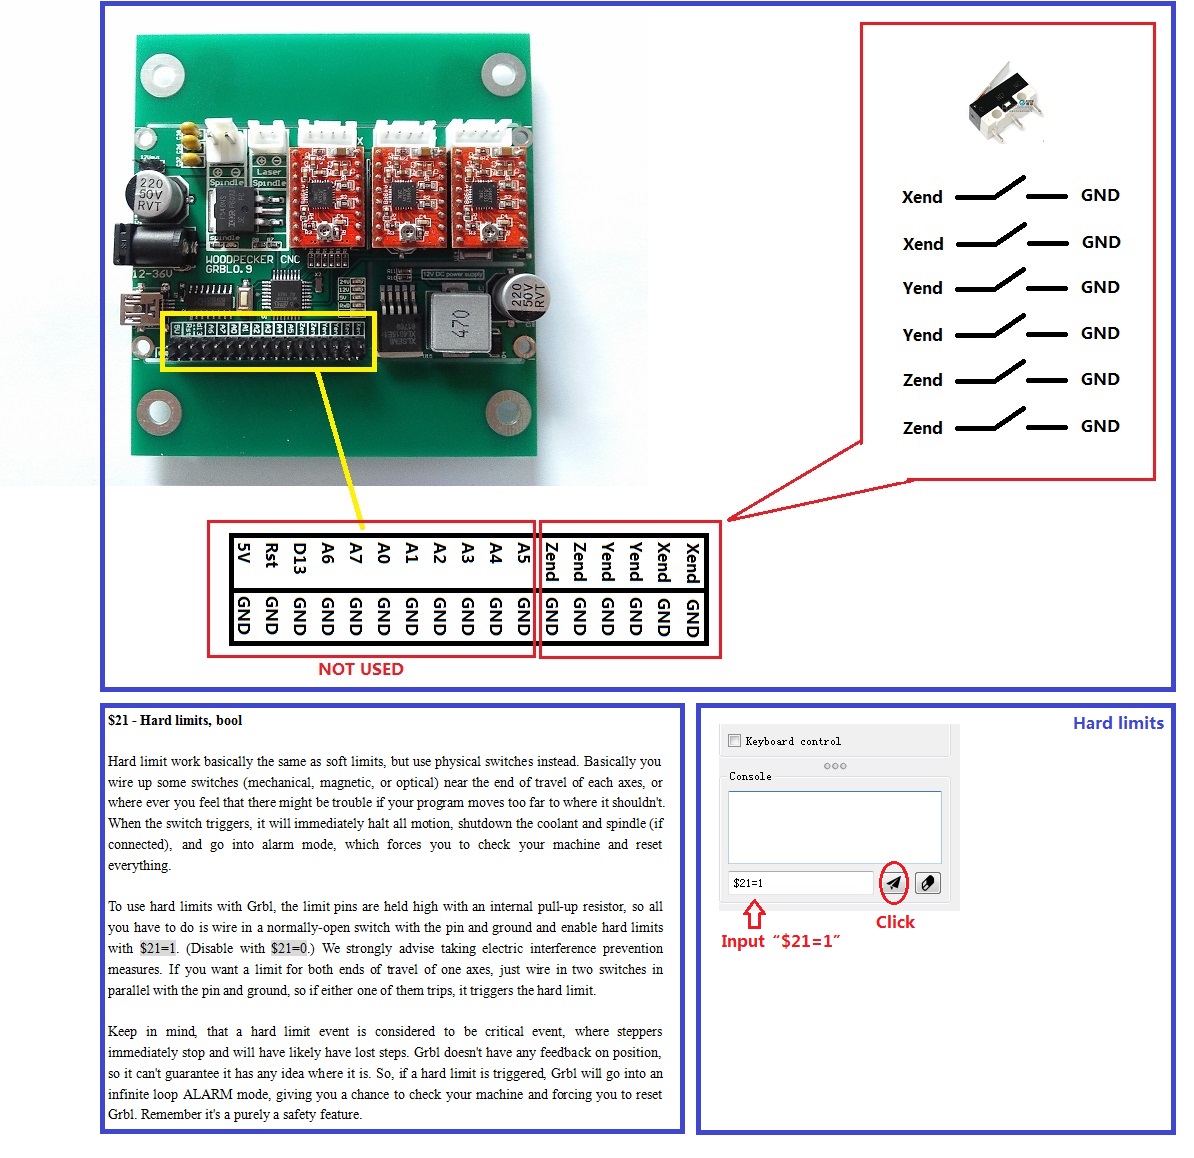 220
50V
RVT
Spindle
Laser
Spindle
spindle
WOODPECKER CNC
GRBL0.9
12-36V
24V
12V
5V
12V DC power supply
470
220
50V
RVT
Xend GND
Xend GND
Yend GND
Yend GND
Zend GND
Zend GND
5V Rst D13 A6 A7 A0 A1 A2 A3 A4 A5 Zend Zend Yend Yend Xend Xend
GND GND GND GND GND GND GND GND GND GND GND GND GND GND GND GND GND
NOT USED
$21 - Hard limits, bool
Hard limit work basically the same as soft limits, but use physical switches instead. Basically you
wire up some switches (mechanical, magnetic, or optical) near the end of travel of each axes, or
where ever you feel that there might be trouble if your program moves too far to where it shouldn't.
When the switch triggers, it will immediately halt all motion, shutdown the coolant and spindle (if
connected), and go into alarm mode, which forces you to check your machine and reset
everything.
To use hard limits with Grbl, the limit pins are held high with an internal pull-up resistor, so all
you have to do is wire in a normally-open switch with the pin and ground and enable hard limits
with $21=1. (Disable with $21=0.) We strongly advise taking electric interference prevention
measures. If you want a limit for both ends of travel of one axes, just wire in two switches in
parallel with the pin and ground, so if either one of them trips, it triggers the hard limit.
Keep in mind, that a hard limit event is considered to be critical event, where steppers
immediately stop and will have likely have lost steps. Grbl doesn't have any feedback on position,
so it can't guarantee it has any idea where it is. So, if a hard limit is triggered, Grbl will go into an
infinite loop ALARM mode, giving you a chance to check your machine and forcing you to reset
Grbl. Remember it's a purely a safety feature.
Hard limits
Keyboard control
Console
$21=1
Click
Input “$21=1”